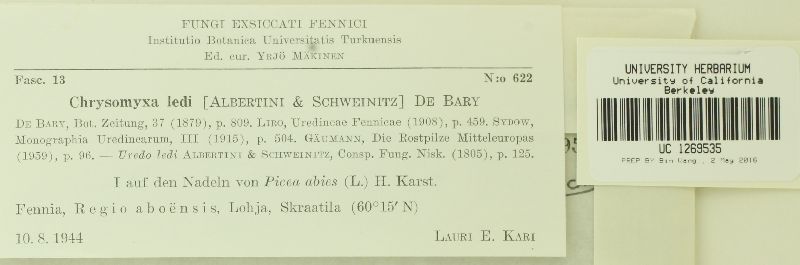 FUNGI EXSICCATI FENNICI
Institutio Botanica Universitatis Turkuensis
Ed. cur. YRJÖ MÄKINEN
Fasc. 13 N:o 622
Chrysomyxa ledi [ALBERTINI & SCHWEINITZ] DE BARY
DE BARY, Bot. Zeitung, 37 (1879), p. 809. LIRO, Uredineae Fennicae (1908), p. 459. SYDOW,
Monographia Uredinearum, III (1915), p. 504. GÄUMANN, Die Rostpilze Mitteleuropas
(1959), p. 96. — Uredo ledi ALBERTINI & SCHWEINITZ, Consp. Fung. Nisk. (1805), p. 125.
I auf den Nadeln von Picea abies (L.) H. Karst.
Fennia, Regio aboënsis, Lohja, Skraatila (60°15′ N)
10. 8. 1944 LAURI E. KARI
UNIVERSITY HERBARIUM
University of California
Berkeley
UC 1269535
PREP BY Bin Wang , 2 May 2016